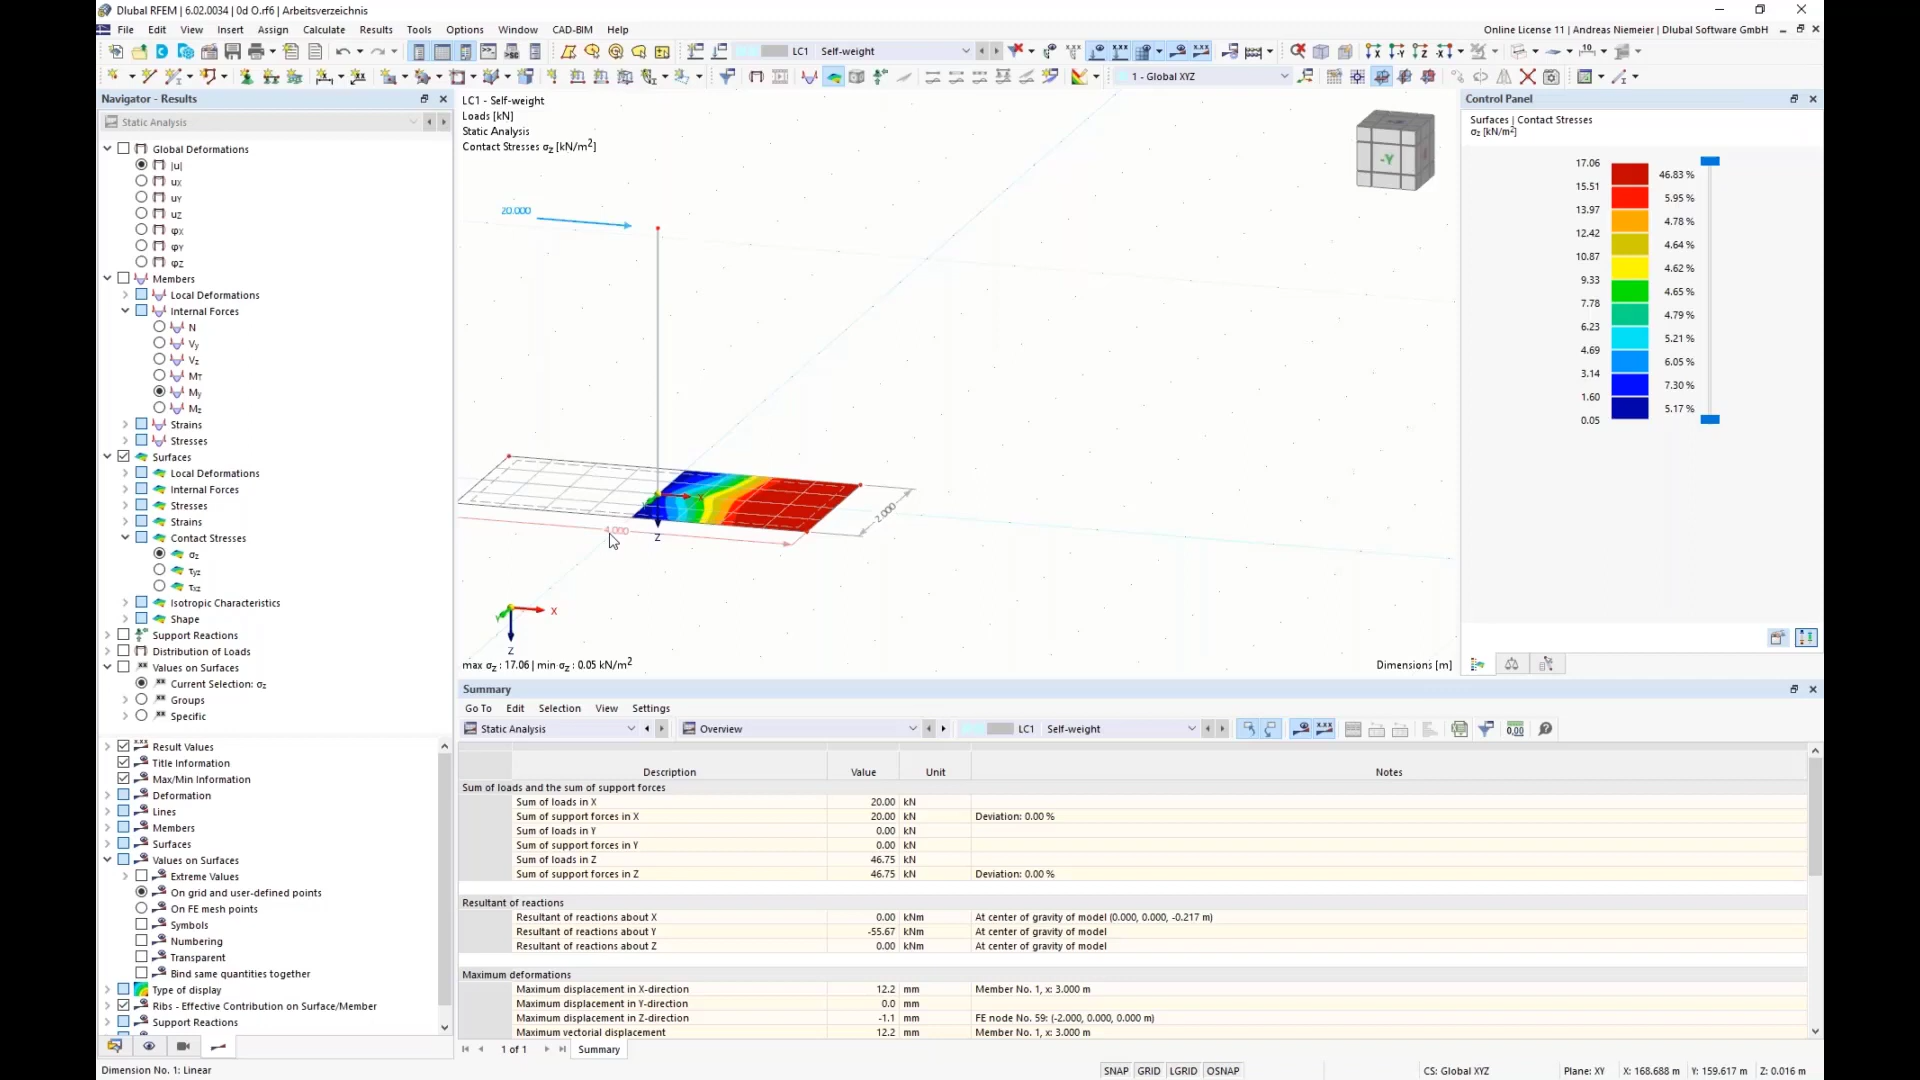 Dlubal RFEM | 6.02.0034 | 0d O.rf6 | Arbeitsverzeichnis
File Edit View Insert Assign Calculate Results Tools Options Window CAD-BIM Help
Online License 11 | Andreas Niemeier | Dlubal Software GmbH
LC1 Self-weight
1 - Global XYZ
Navigator - Results
Static Analysis
Global Deformations
|u|
uX
uY
uZ
φX
φY
φZ
Members
Local Deformations
Internal Forces
N
Vy
Vz
MT
My
Mz
Strains
Stresses
Surfaces
Local Deformations
Internal Forces
Stresses
Strains
Contact Stresses
σz
τyz
τxz
Isotropic Characteristics
Shape
Support Reactions
Distribution of Loads
Values on Surfaces
Current Selection: σz
Groups
Specific
Result Values
Title Information
Max/Min Information
Deformation
Lines
Members
Surfaces
Values on Surfaces
Extreme Values
On grid and user-defined points
On FE mesh points
Symbols
Numbering
Transparent
Bind same quantities together
Type of display
Ribs - Effective Contribution on Surface/Member
Support Reactions
Dimension No. 1: Linear
LC1 - Self-weight
Loads [kN]
Static Analysis
Contact Stresses σz [kN/m²]
20.000
-Y
X
4.000
2.000
Z
X
Y
Z
max σz : 17.06 | min σz : 0.05 kN/m²
Dimensions [m]
Control Panel
Surfaces | Contact Stresses
σz [kN/m²]
17.06
46.83 %
15.51
5.95 %
13.97
4.78 %
12.42
4.64 %
10.87
4.62 %
9.33
4.65 %
7.78
4.79 %
6.23
5.21 %
4.69
6.05 %
3.14
7.30 %
1.60
5.17 %
0.05
Summary
Go To Edit Selection View Settings
Static Analysis Overview LC1 Self-weight
Description Value Unit Notes
Sum of loads and the sum of support forces
Sum of loads in X 20.00 kN
Sum of support forces in X 20.00 kN Deviation: 0.00 %
Sum of loads in Y 0.00 kN
Sum of support forces in Y 0.00 kN
Sum of loads in Z 46.75 kN
Sum of support forces in Z 46.75 kN Deviation: 0.00 %
Resultant of reactions
Resultant of reactions about X 0.00 kNm At center of gravity of model (0.000, 0.000, -0.217 m)
Resultant of reactions about Y -55.67 kNm At center of gravity of model
Resultant of reactions about Z 0.00 kNm At center of gravity of model
Maximum deformations
Maximum displacement in X-direction 12.2 mm Member No. 1, x: 3.000 m
Maximum displacement in Y-direction 0.0 mm
Maximum displacement in Z-direction -1.1 mm FE node No. 59: (-2.000, 0.000, 0.000 m)
Maximum vectorial displacement 12.2 mm Member No. 1, x: 3.000 m
1 of 1 Summary
SNAP GRID LGRID OSNAP CS: Global XYZ Plane: XY X: 168.688 m Y: 159.617 m Z: 0.016 m